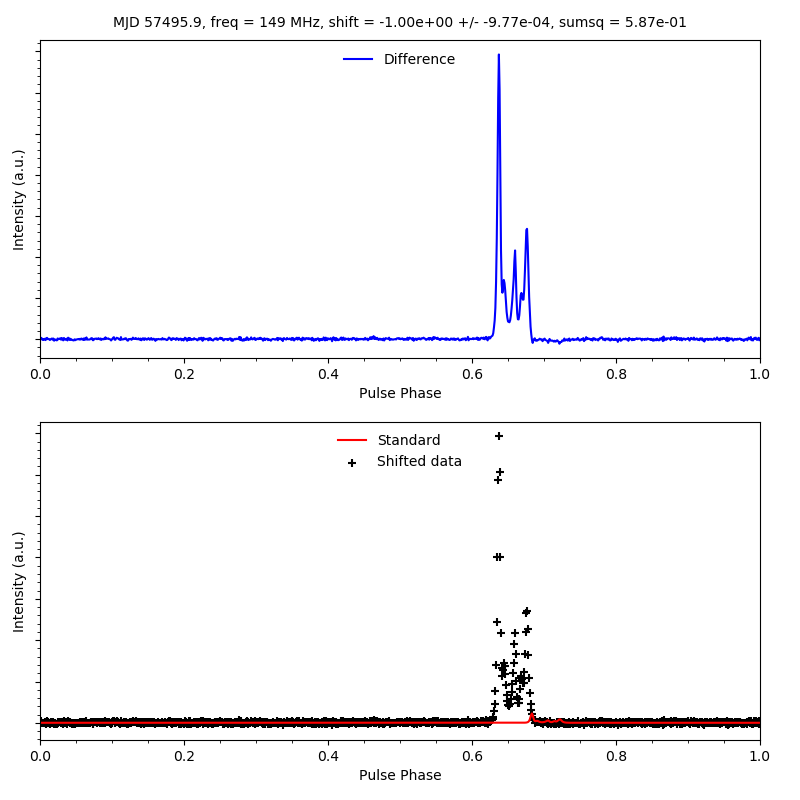 MJD 57495.9, freq = 149 MHz, shift = -1.00e+00 +/- -9.77e-04, sumsq = 5.87e-01
Difference
Intensity (a.u.)
0.0 0.2 0.4 0.6 0.8 1.0
Pulse Phase
Standard
Shifted data
Intensity (a.u.)
0.0 0.2 0.4 0.6 0.8 1.0
Pulse Phase